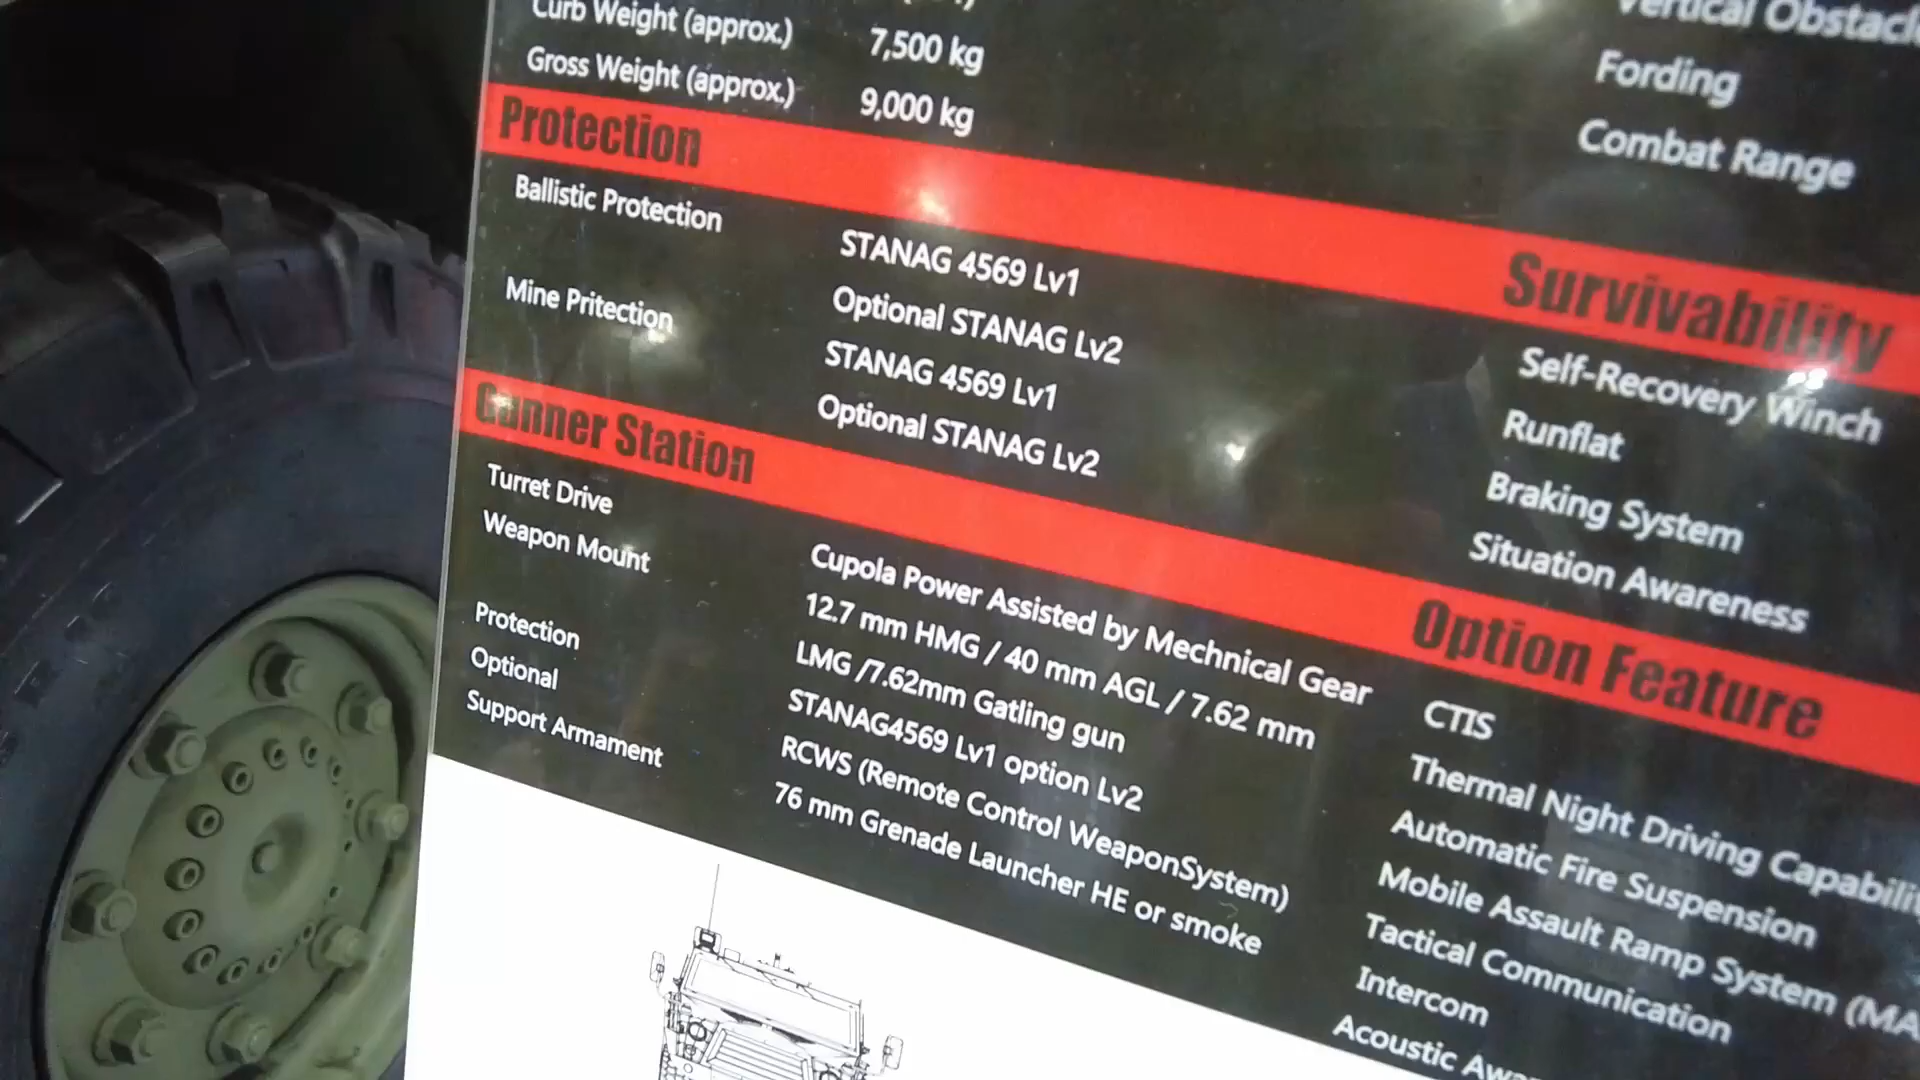 Curb Weight (approx.) 7,500 kg
Gross Weight (approx.) 9,000 kg
Protection
Ballistic Protection STANAG 4569 Lv1
Optional STANAG Lv2
Mine Pritection STANAG 4569 Lv1
Optional STANAG Lv2
Gunner Station
Turret Drive Cupola Power Assisted by Mechnical Gear
Weapon Mount 12.7 mm HMG / 40 mm AGL / 7.62 mm
LMG /7.62mm Gatling gun
Protection STANAG4569 Lv1 option Lv2
Optional RCWS (Remote Control WeaponSystem)
Support Armament 76 mm Grenade Launcher HE or smoke
Vertical
Fording
Combat Range
Survivability
Self-Recovery Winch
Runflat
Braking System
Situation Awareness
Option Feature
CTIS
Thermal Night Driving
Automatic Fire Suspension
Mobile Assault Ramp System
Tactical Communication
Intercom
Acoustic